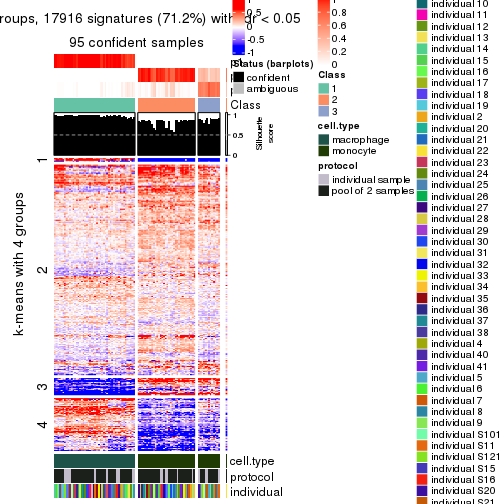 roups, 17916 signatures (71.2%) with
or < 0.05
95 confident samples
k-means with 4 groups
1
2
3
4
Class
1
0.5
0
Silhouette
score
cell.type
protocol
individual
0.5
0
-0.5
-1
Status (barplots)
confident
ambiguous
0.8
0.6
0.4
0.2
0
Class
1
2
3
cell.type
macrophage
monocyte
protocol
individual sample
pool of 2 samples
individual 10
individual 11
individual 12
individual 13
individual 14
individual 15
individual 16
individual 17
individual 18
individual 19
individual 2
individual 20
individual 21
individual 22
individual 23
individual 24
individual 25
individual 26
individual 27
individual 28
individual 29
individual 30
individual 31
individual 32
individual 33
individual 34
individual 35
individual 36
individual 37
individual 38
individual 4
individual 40
individual 41
individual 5
individual 6
individual 7
individual 8
individual 9
individual S101
individual S11
individual S121
individual S15
individual S16
individual S20
individual S21